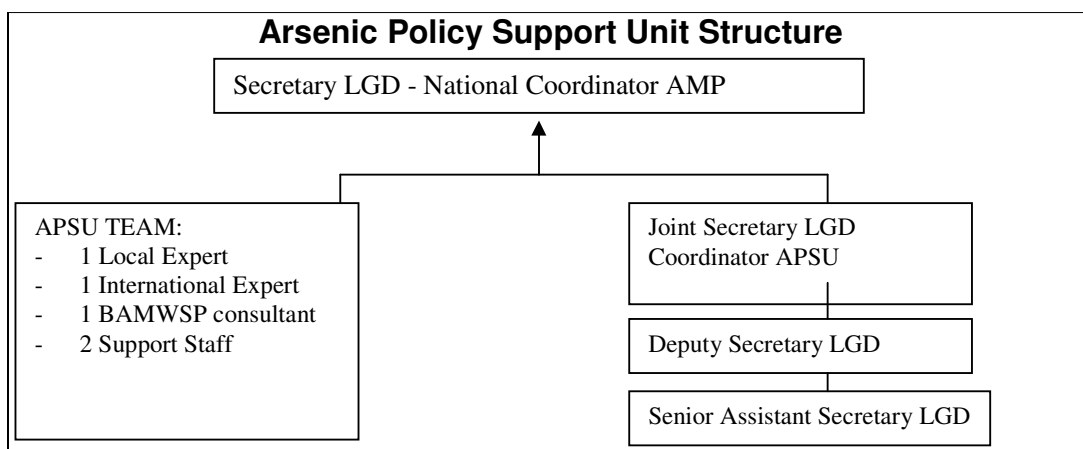 Arsenic Policy Support Unit Structure
Secretary LGD - National Coordinator AMP
APSU TEAM:
- 1 Local Expert
- 1 International Expert
- 1 BAMWSP consultant
- 2 Support Staff
Joint Secretary LGD
Coordinator APSU
Deputy Secretary LGD
Senior Assistant Secretary LGD